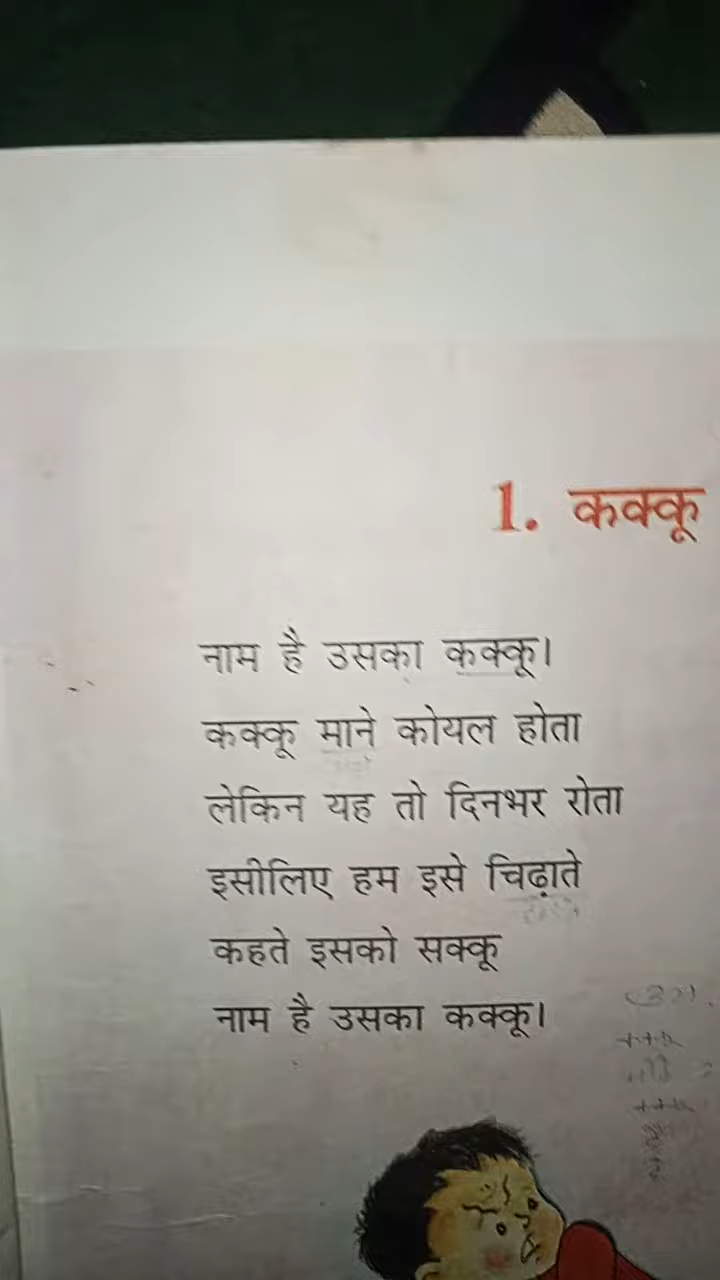 1. कक्कू
नाम है उसका कक्कू।
कक्कू माने कोयल होता
लेकिन यह तो दिनभर रोता
इसीलिए हम इसे चिढ़ाते
कहते इसको सक्कू
नाम है उसका कक्कू।